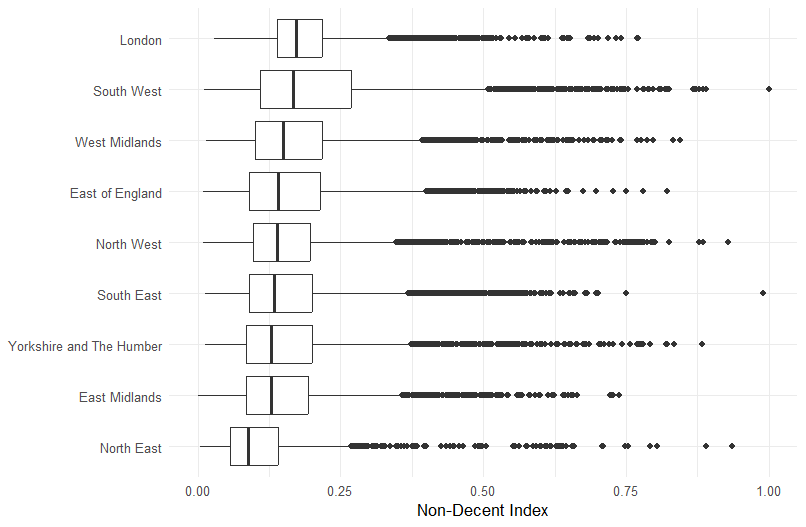 London
South West
West Midlands
East of England
North West
South East
Yorkshire and The Humber
East Midlands
North East
0.00 0.25 0.50 0.75 1.00
Non-Decent Index